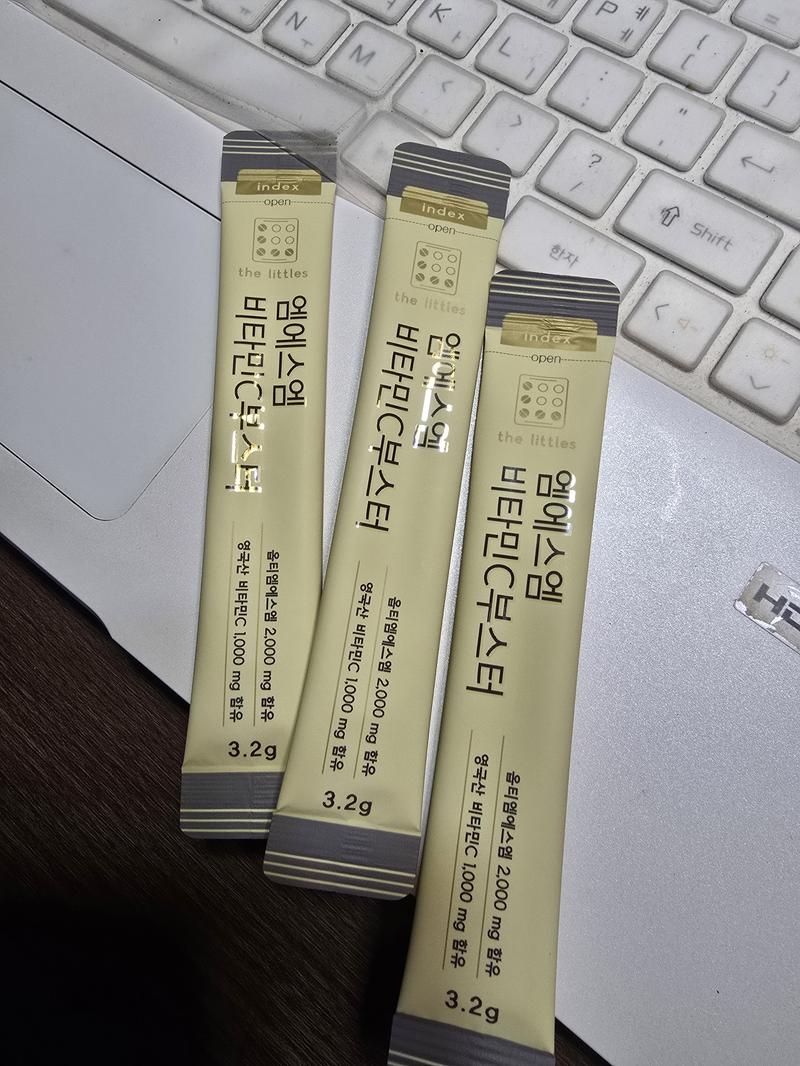 N
M
K
L
<
>
:
;
"
'
?
/
P
ㅔ
ㅖ
{
[
}
]
=
한자
Shift
index
open
the littles
엠에스엠
비타민C부스터
옵티엠에스엠 2,000 mg 함유
영국산 비타민C 1,000 mg 함유
3.2g
index
open
the littles
엠에스엠
비타민C부스터
옵티엠에스엠 2,000 mg 함유
영국산 비타민C 1,000 mg 함유
3.2g
index
open
the littles
엠에스엠
비타민C부스터
옵티엠에스엠 2,000 mg 함유
영국산 비타민C 1,000 mg 함유
3.2g